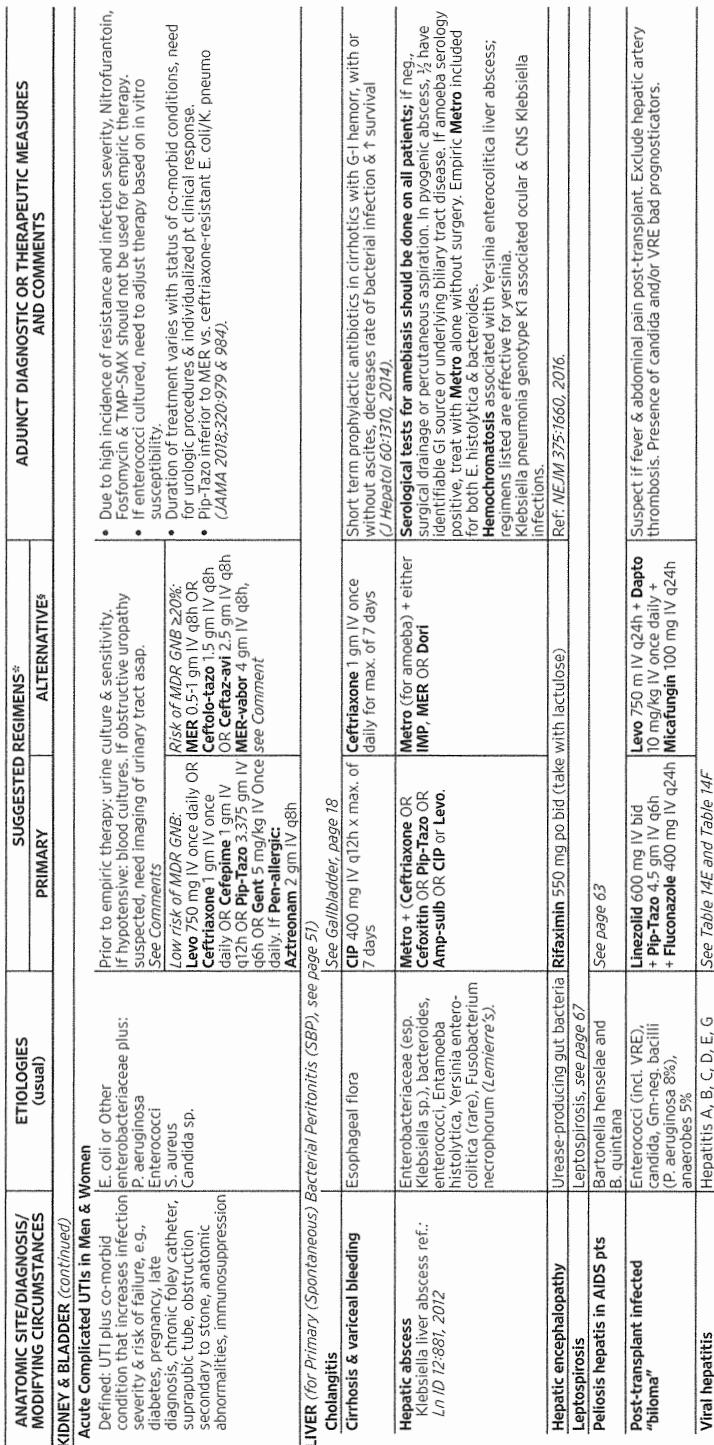 ANATOMIC SITE/DIAGNOSIS/
MODIFYING CIRCUMSTANCES
ETIOLOGIES
(usual)
SUGGESTED REGIMENS*
PRIMARY
ALTERNATIVE§
ADJUNCT DIAGNOSTIC OR THERAPEUTIC MEASURES
AND COMMENTS
KIDNEY & BLADDER (continued)
Acute Complicated UTIs in Men & Women
Defined: UTI plus co-morbid
condition that increases infection
severity & risk of failure, e.g.,
diabetes, pregnancy, late
diagnosis, chronic foley catheter,
suprapubic tube, obstruction
secondary to stone, anatomic
abnormalities, immunosuppression
E. coli or Other
enterobacteriaceae plus:
P. aeruginosa
Enterococci
S. aureus
Candida sp.
Prior to empiric therapy: urine culture & sensitivity.
If hypotensive: blood cultures. If obstructive uropathy
suspected, need imaging of urinary tract asap.
See Comments
Low risk of MDR GNB:
Levo 750 mg IV once daily OR
Ceftriaxone 1 gm IV once
daily OR Cefepime 1 gm IV
q12h OR Pip-Tazo 3.375 gm IV
q6h OR Gent 5 mg/kg IV Once
daily. If Pen-allergic:
Aztreonam 2 gm IV q8h
Risk of MDR GNB ≥20%:
MER 0.5-1 gm IV q8h OR
Ceftolo-tazo 1.5 gm IV q8h
OR Ceftaz-avi 2.5 gm IV q8h
MER-vabor 4 gm IV q8h,
see Comment
• Due to high incidence of resistance and infection severity, Nitrofurantoin,
Fosfomycin & TMP-SMX should not be used for empiric therapy.
• If enterococci cultured, need to adjust therapy based on in vitro
susceptibility.
• Duration of treatment varies with status of co-morbid conditions, need
for urologic procedures & individualized pt clinical response.
• Pip-Tazo inferior to MER vs. ceftriaxone-resistant E. coli/K. pneumo
(JAMA 2018;320:979 & 984).
LIVER (for Primary (Spontaneous) Bacterial Peritonitis (SBP), see page 51)
Cholangitis
See Gallbladder, page 18
Cirrhosis & variceal bleeding
Esophageal flora
CIP 400 mg IV q12h x max. of
7 days
Ceftriaxone 1 gm IV once
daily for max. of 7 days
Short term prophylactic antibiotics in cirrhotics with G-I hemorr, with or
without ascites, decreases rate of bacterial infection & ↑ survival
(J Hepatol 60:1310, 2014).
Hepatic abscess
Klebsiella liver abscess ref.:
Ln ID 12:881, 2012
Enterobacteriaceae (esp.
Klebsiella sp.), bacteroides,
enterococci, Entamoeba
histolytica, Yersinia entero-
colitica (rare), Fusobacterium
necrophorum (Lemierre's).
Metro + (Ceftriaxone OR
Cefoxitin OR Pip-Tazo OR
Amp-sulb OR CIP or Levo.
Metro (for amoeba) + either
IMP, MER OR Dori
Serological tests for amebiasis should be done on all patients; if neg.,
surgical drainage or percutaneous aspiration. In pyogenic abscess, ½ have
identifiable GI source or underlying biliary tract disease. If amoeba serology
positive, treat with Metro alone without surgery. Empiric Metro included
for both E. histolytica & bacteroides.
Hemochromatosis associated with Yersinia enterocolitica liver abscess;
regimens listed are effective for yersinia.
Klebsiella pneumonia genotype K1 associated ocular & CNS Klebsiella
infections.
Hepatic encephalopathy
Urease-producing gut bacteria
Rifaximin 550 mg po bid (take with lactulose)
Ref: NEJM 375:1660, 2016.
Leptospirosis
Leptospirosis, see page 67
Peliosis hepatis in AIDS pts
Bartonella henselae and
B. quintana
See page 63
Post-transplant infected
"biloma"
Enterococci (incl. VRE),
candida, Gm-neg. bacilli
(P. aeruginosa 8%),
anaerobes 5%
Linezolid 600 mg IV bid
+ Pip-Tazo 4.5 gm IV q6h
+ Fluconazole 400 mg IV q24h
Levo 750 m IV q24h + Dapto
10 mg/kg IV once daily +
Micafungin 100 mg IV q24h
Suspect if fever & abdominal pain post-transplant. Exclude hepatic artery
thrombosis. Presence of candida and/or VRE bad prognosticators.
Viral hepatitis
Hepatitis A, B, C, D, E, G
See Table 14E and Table 14F